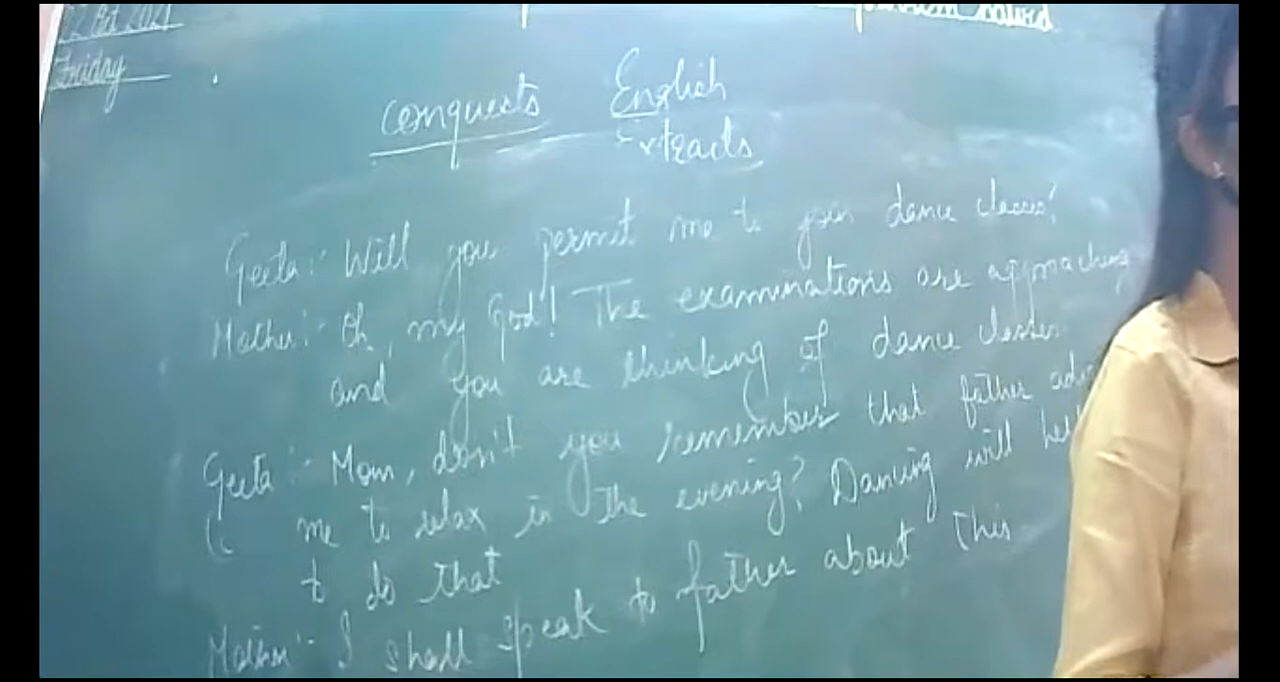 Oct 2021
Friday
conquests English
Extracts
Geeta:- Will you permit me to join dance classes?
Mother:- Oh, my God! The examinations are approaching
and you are thinking of dance classes.
Geeta:- Mom, don't you remember that father
me to relax in the evening? Dancing will
to do that
Mother:- I shall speak to father about this